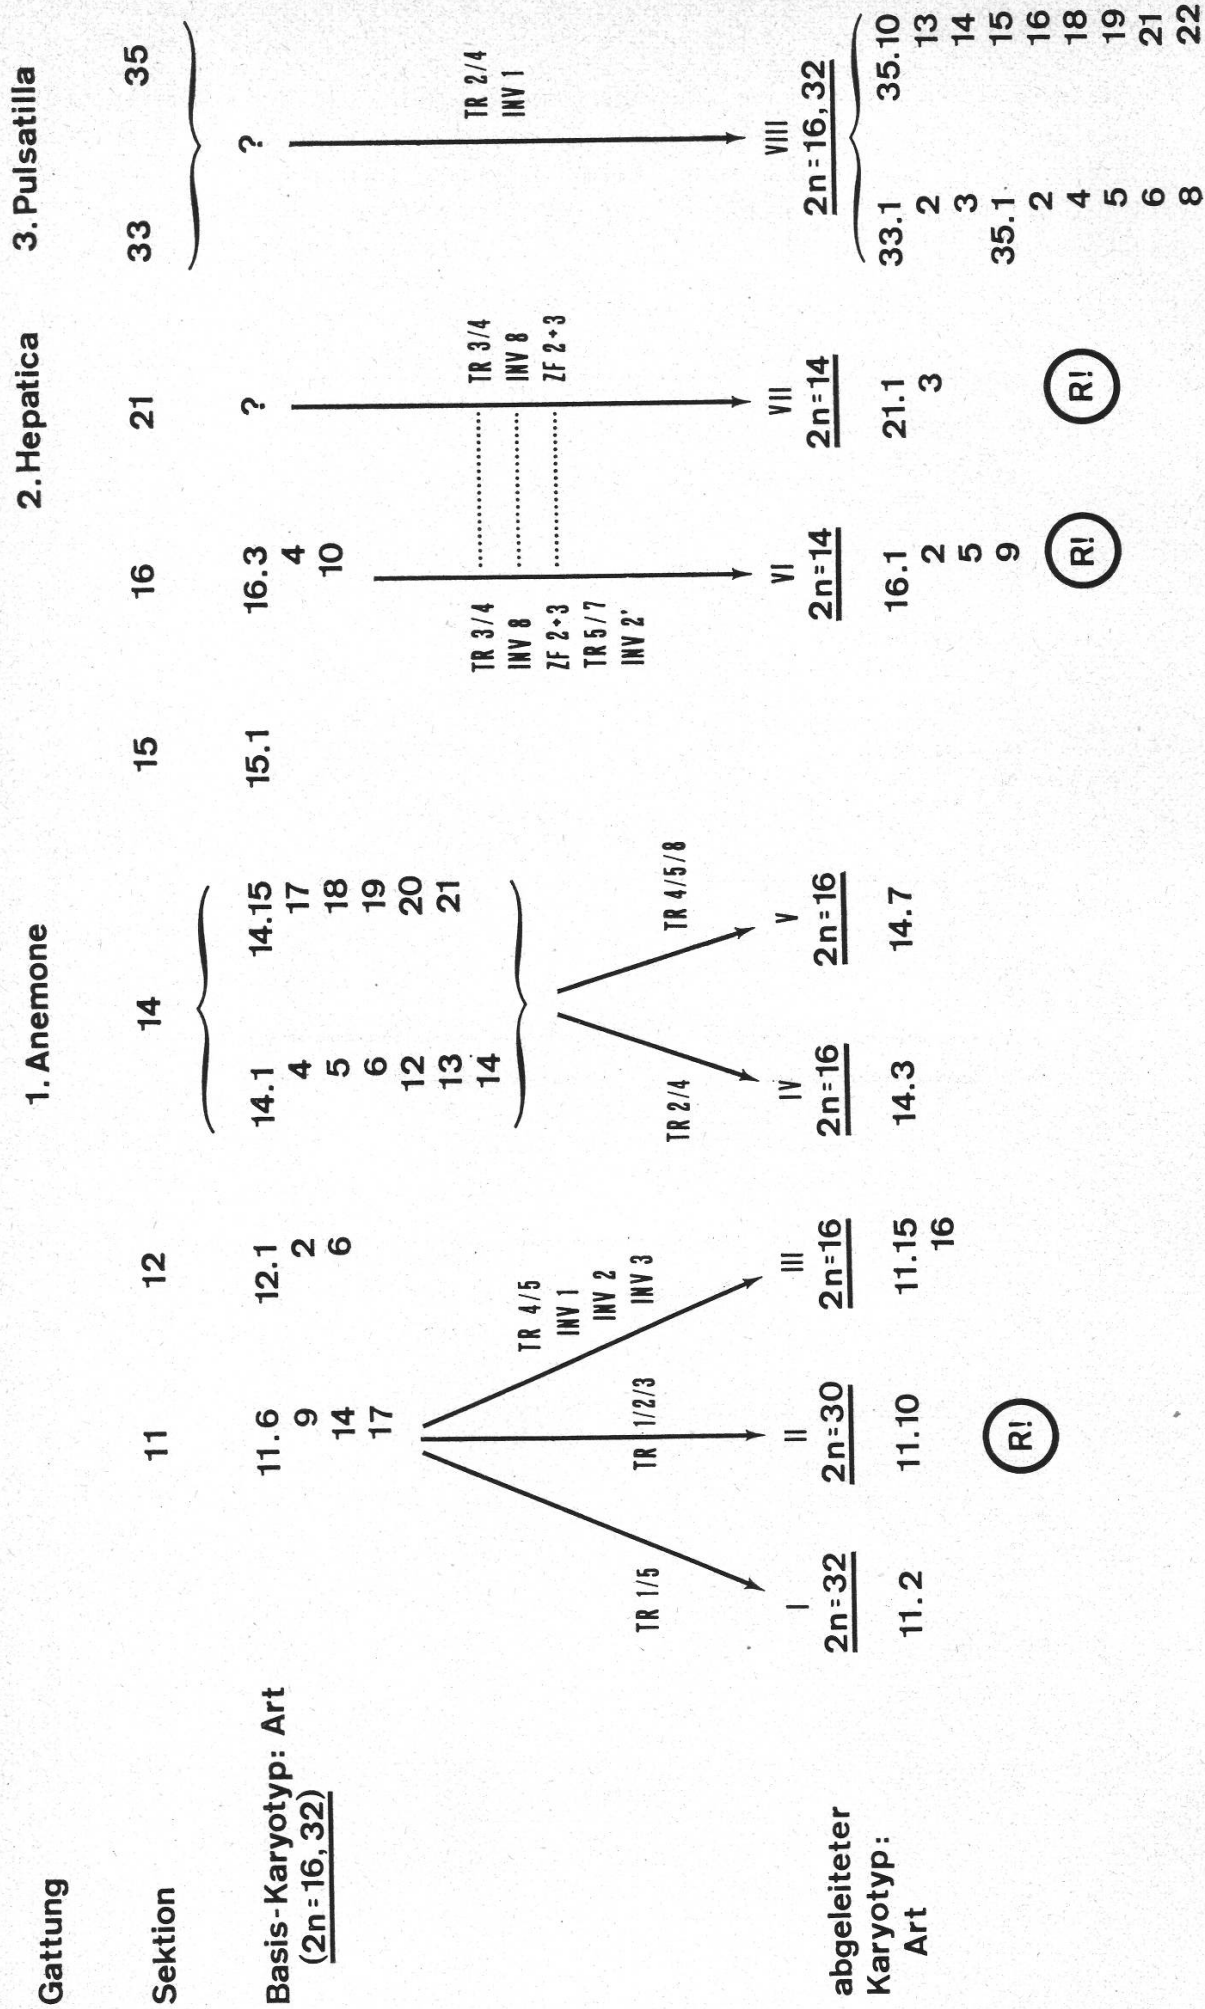 Gattung 1. Anemone 2. Hepatica 3. Pulsatilla
Sektion 11 12 14 15 16 21 33 35
Basis-Karyotyp: Art 11.6 12.1 14.1 14.15 15.1 16.3 ? ?
(2n=16, 32) 9 2 4 17 4
14 6 5 18 10
17 6 19
12 20
13 21
14
TR 3/4 TR 3/4 TR 2/4
INV 8 INV 8 INV 1
ZF 2+3 ZF 2+3
TR 5/7
INV 2'
TR 4/5
INV 1
INV 2
INV 3
TR 1/5 TR 1/2/3 TR 2/4 TR 4/5/8
I II III IV V VI VII VIII
abgeleiteter 2n=32 2n=30 2n=16 2n=16 2n=16 2n=14 2n=14 2n=16, 32
Karyotyp:
Art 11.2 11.10 11.15 14.3 14.7 16.1 21.1 33.1 35.10
16 2 3 2 13
5 3 14
9 35.1 15
2 16
4 18
5 19
6 21
8 22
R! R! R!